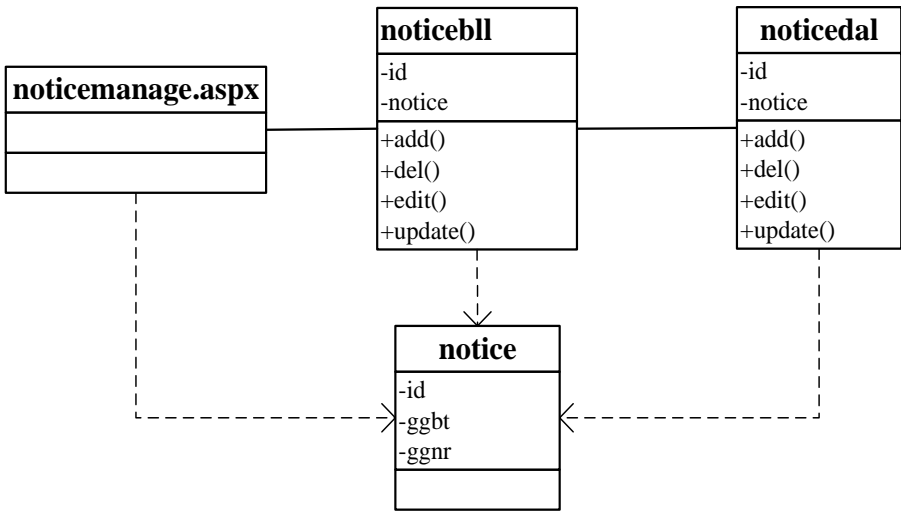 noticemanage.aspx
noticebll
-id
-notice
+add()
+del()
+edit()
+update()
noticedal
-id
-notice
+add()
+del()
+edit()
+update()
notice
-id
-ggbt
-ggnr